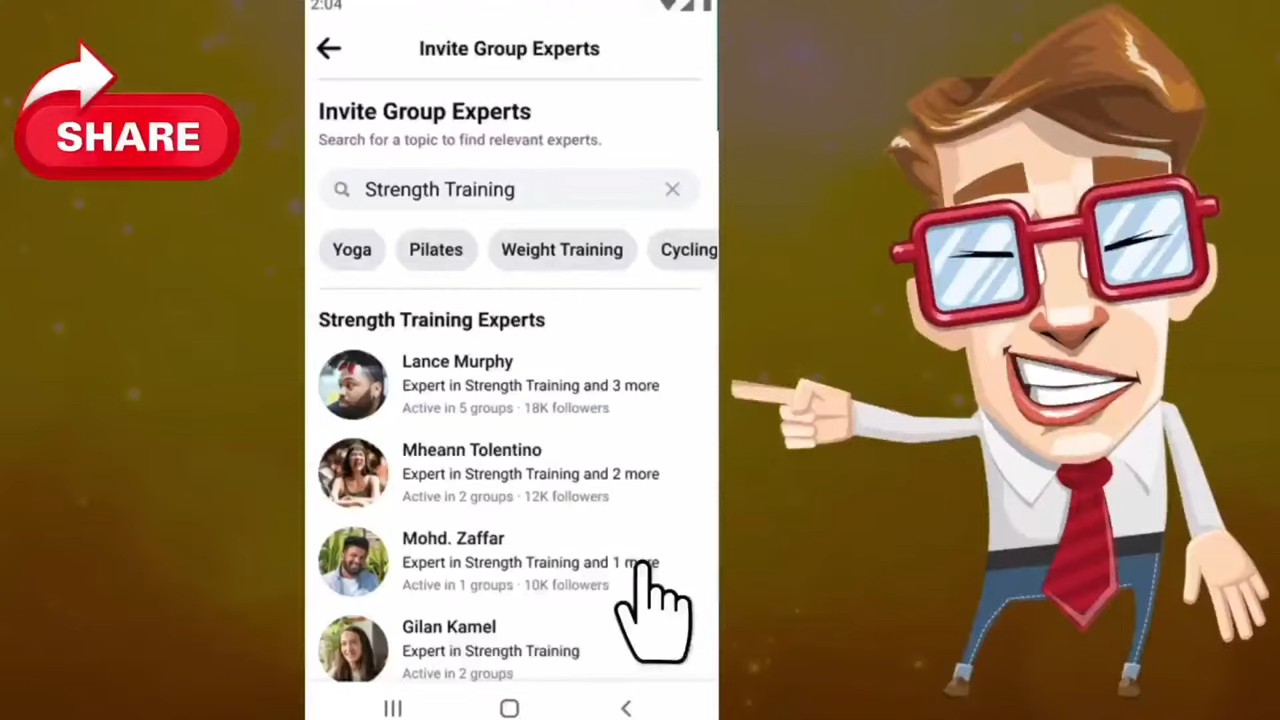 2:04
SHARE
Invite Group Experts
Invite Group Experts
Search for a topic to find relevant experts.
Strength Training
Yoga Pilates Weight Training Cycling
Strength Training Experts
Lance Murphy
Expert in Strength Training and 3 more
Active in 5 groups · 18K followers
Mheann Tolentino
Expert in Strength Training and 2 more
Active in 2 groups · 12K followers
Mohd. Zaffar
Expert in Strength Training and 1 more
Active in 1 groups · 10K followers
Gilan Kamel
Expert in Strength Training
Active in 2 groups